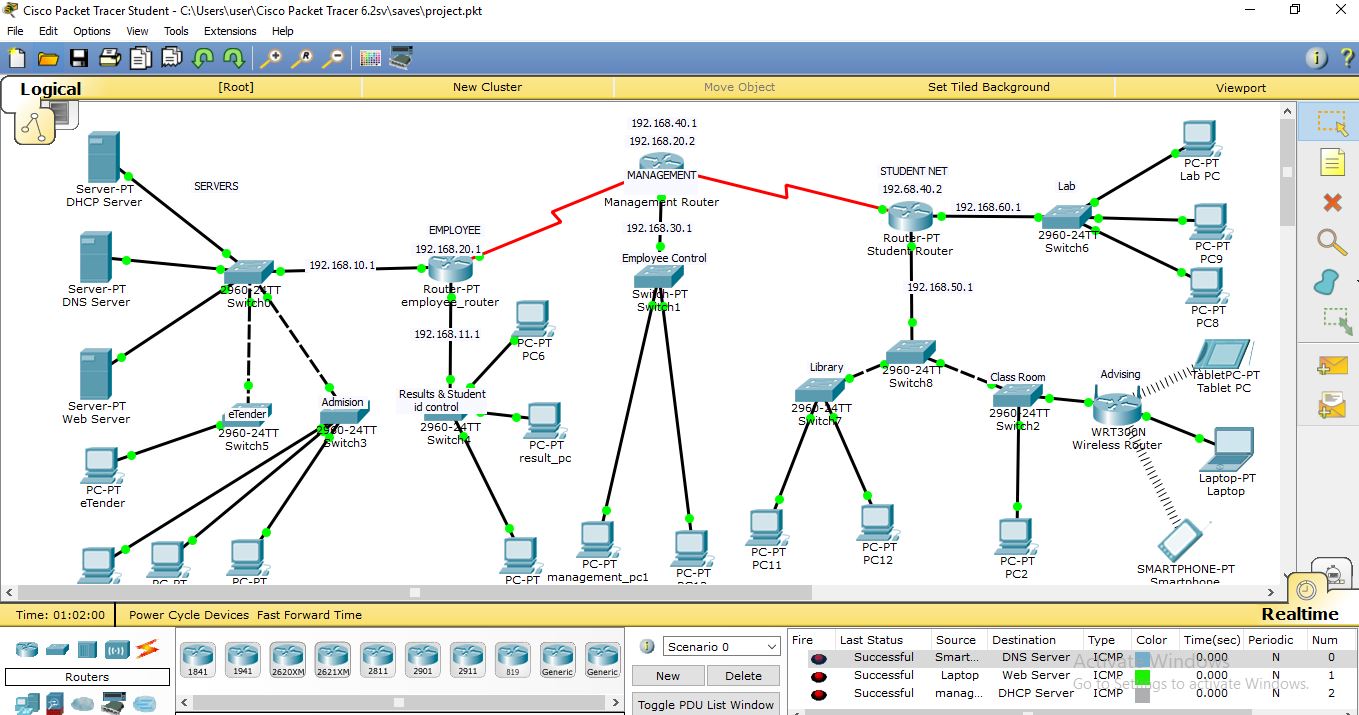 Cisco Packet Tracer Student - C:\Users\user\Cisco Packet Tracer 6.2sv\saves\project.pkt
File Edit Options View Tools Extensions Help
Logical [Root] New Cluster Move Object Set Tiled Background Viewport
192.168.40.1
192.168.20.2
MANAGEMENT
Management Router
192.168.30.1
Employee Control
Switch-PT
Switch1
management_pc1
PC-PT
PC-PT
SERVERS
Server-PT
DHCP Server
Server-PT
DNS Server
Server-PT
Web Server
2960-24TT
Switch0
192.168.10.1
EMPLOYEE
192.168.20.1
Router-PT
employee_router
192.168.11.1
PC-PT
PC6
Results & Student
id control
2960-24TT
Switch4
PC-PT
result_pc
PC-PT
eTender
2960-24TT
Switch5
Admision
2960-24TT
Switch3
PC-PT
eTender
PC-PT
PC-PT
STUDENT NET
192.68.40.2
Router-PT
Student Router
192.168.60.1
192.168.50.1
Lab
2960-24TT
Switch6
PC-PT
Lab PC
PC-PT
PC9
PC-PT
PC8
2960-24TT
Switch8
Library
2960-24TT
Switch7
PC-PT
PC11
PC-PT
PC12
Class Room
2960-24TT
Switch2
PC-PT
PC2
Advising
WRT300N
Wireless Router
TabletPC-PT
Tablet PC
Laptop-PT
Laptop
SMARTPHONE-PT
Smartphone
Time: 01:02:00 Power Cycle Devices Fast Forward Time Realtime
Routers
1841 1941 2620XM 2621XM 2811 2901 2911 819 Generic Generic
Scenario 0
New Delete
Toggle PDU List Window
Fire Last Status Source Destination Type Color Time(sec) Periodic Num
Successful Smart... DNS Server ICMP 0.000 N 0
Successful Laptop Web Server ICMP 0.000 N 1
Successful manag... DHCP Server ICMP 0.000 N 2
Activate Windows
Go to Settings to activate Windows.